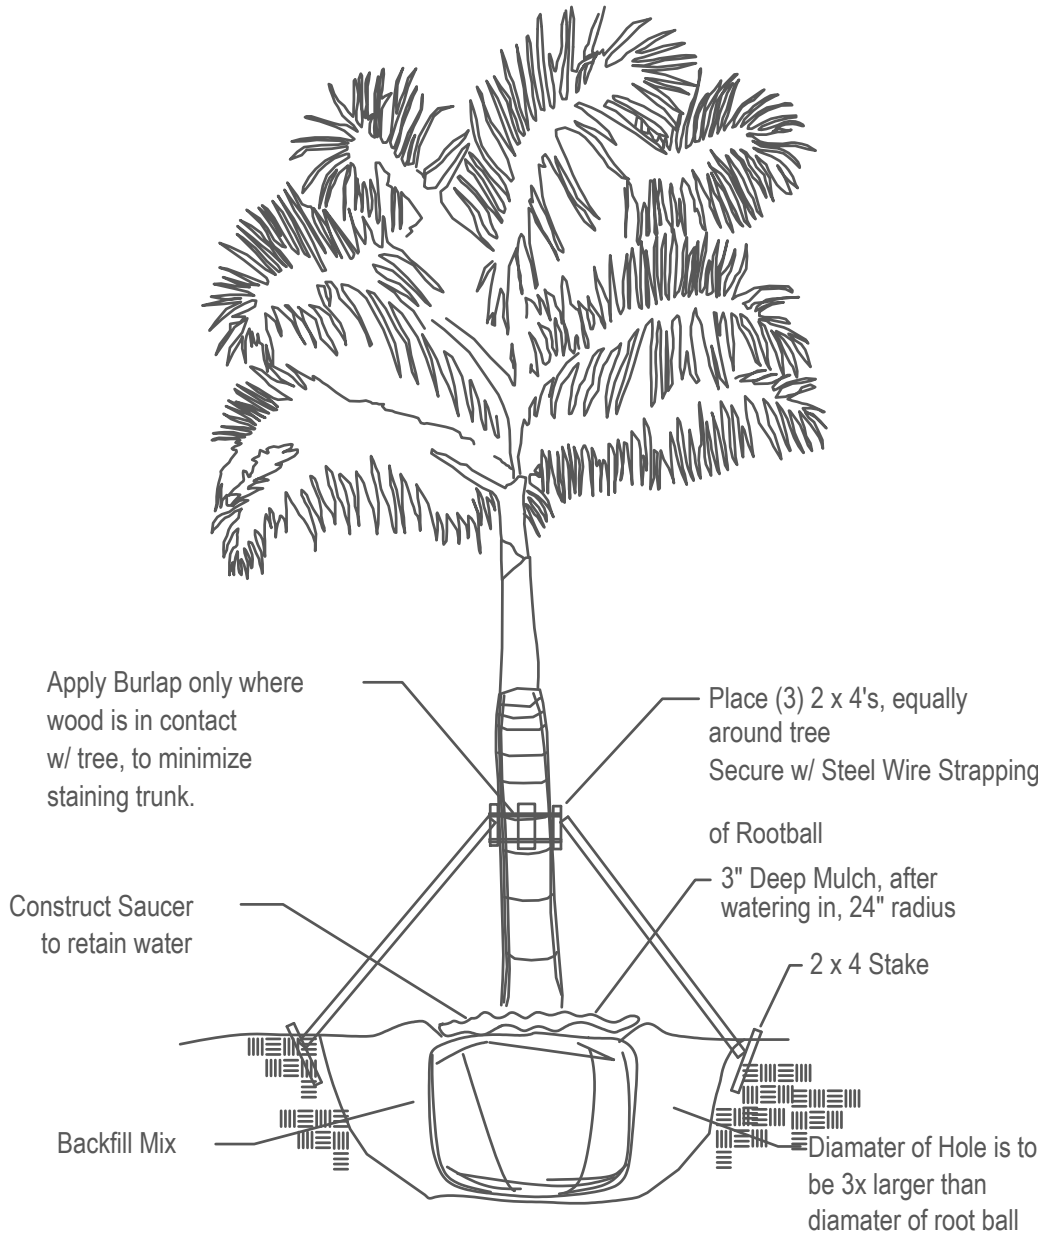 Apply Burlap only where
wood is in contact
w/ tree, to minimize
staining trunk.
Place (3) 2 x 4's, equally
around tree
Secure w/ Steel Wire Strapping
of Rootball
3" Deep Mulch, after
watering in, 24" radius
Construct Saucer
to retain water
2 x 4 Stake
Backfill Mix
Diamater of Hole is to
be 3x larger than
diamater of root ball